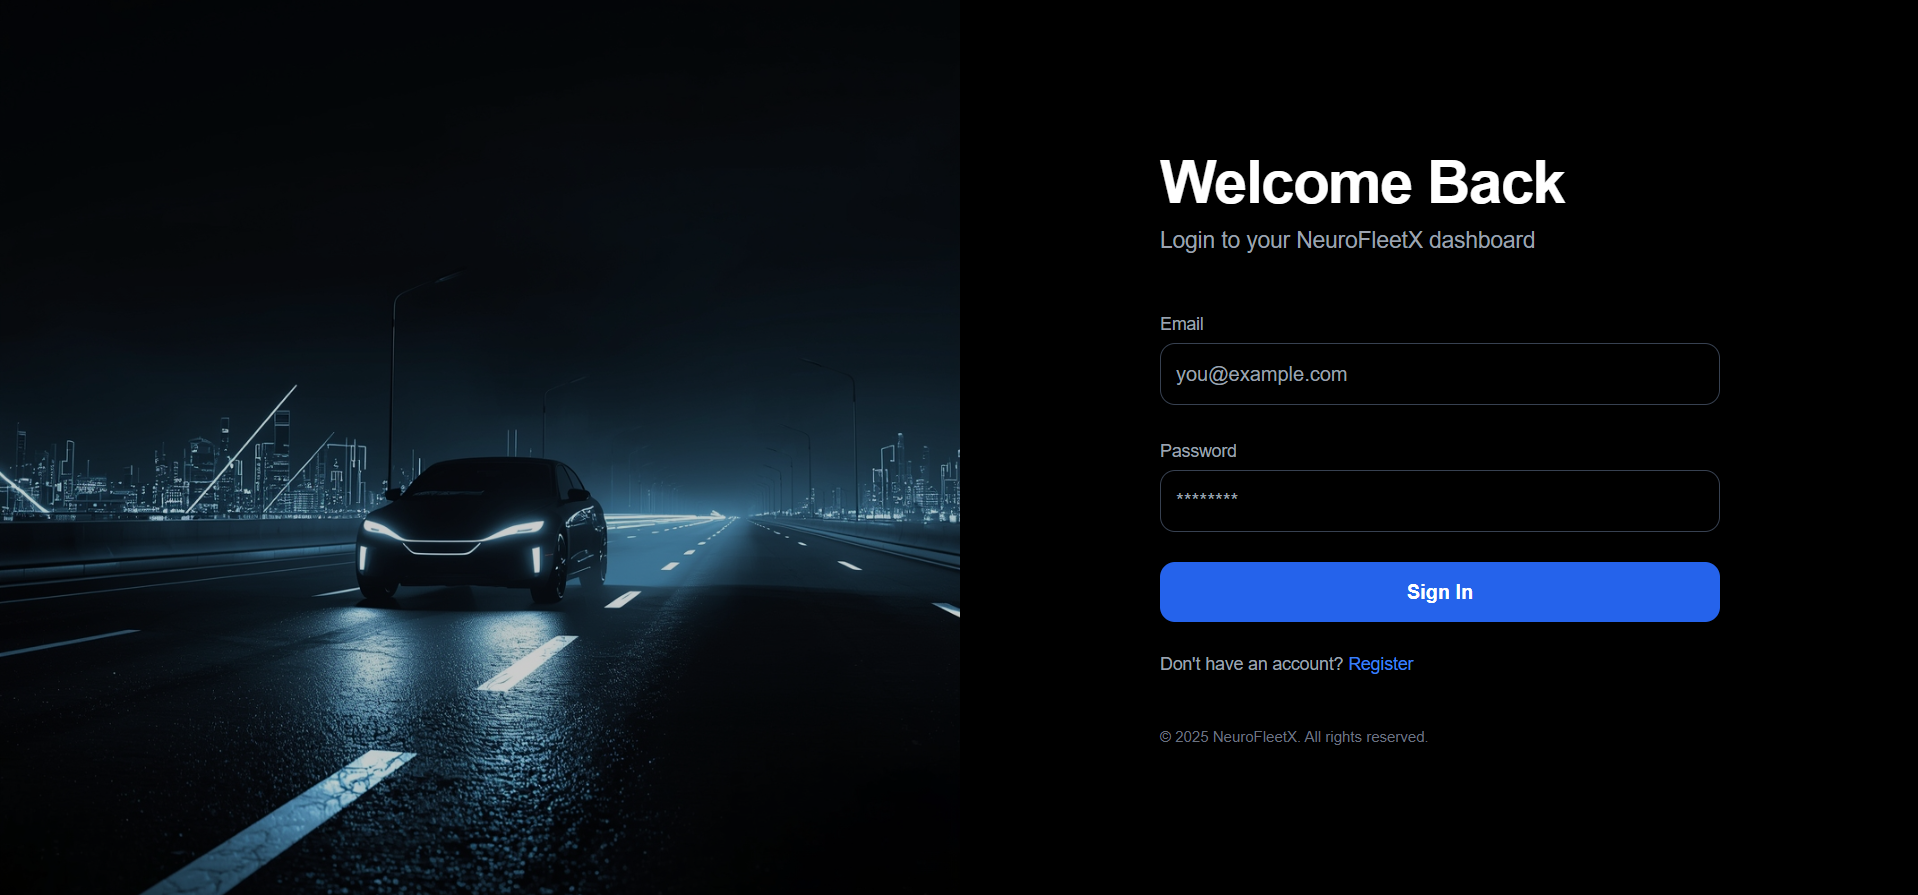 Welcome Back
Login to your NeuroFleetX dashboard
Email
you@example.com
Password
********
Sign In
Don't have an account? Register
© 2025 NeuroFleetX. All rights reserved.